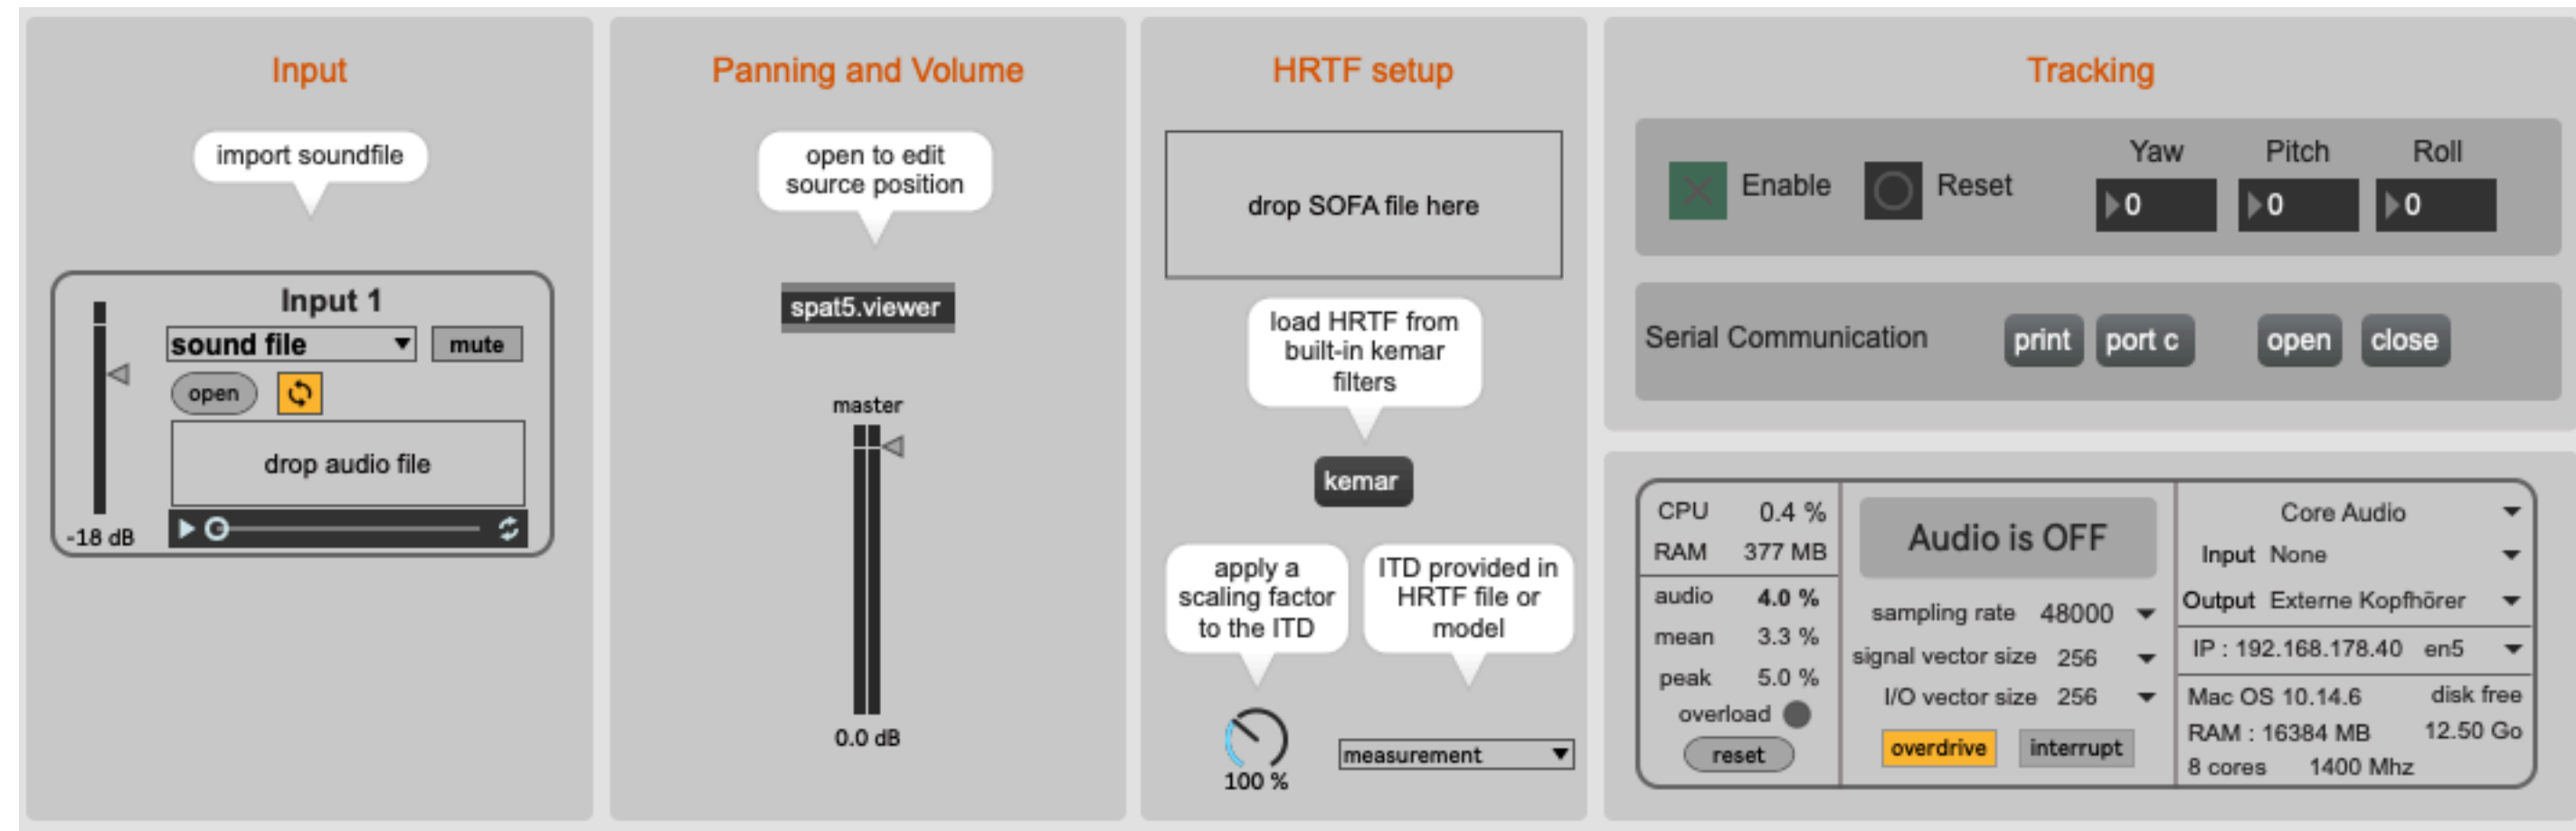 Input
import soundfile
Input 1
sound file
mute
open
drop audio file
-18 dB
Panning and Volume
open to edit
source position
spat5.viewer
master
0.0 dB
HRTF setup
drop SOFA file here
load HRTF from
built-in kemar
filters
kemar
apply a
scaling factor
to the ITD
ITD provided in
HRTF file or
model
100 %
measurement
Tracking
Enable
Reset
Yaw
Pitch
Roll
0
0
0
Serial Communication
print
port c
open
close
CPU 0.4 %
RAM 377 MB
audio 4.0 %
mean 3.3 %
peak 5.0 %
overload
reset
Audio is OFF
sampling rate 48000
signal vector size 256
I/O vector size 256
overdrive
interrupt
Core Audio
Input None
Output Externe Kopfhörer
IP : 192.168.178.40 en5
Mac OS 10.14.6 disk free
RAM : 16384 MB 12.50 Go
8 cores 1400 Mhz